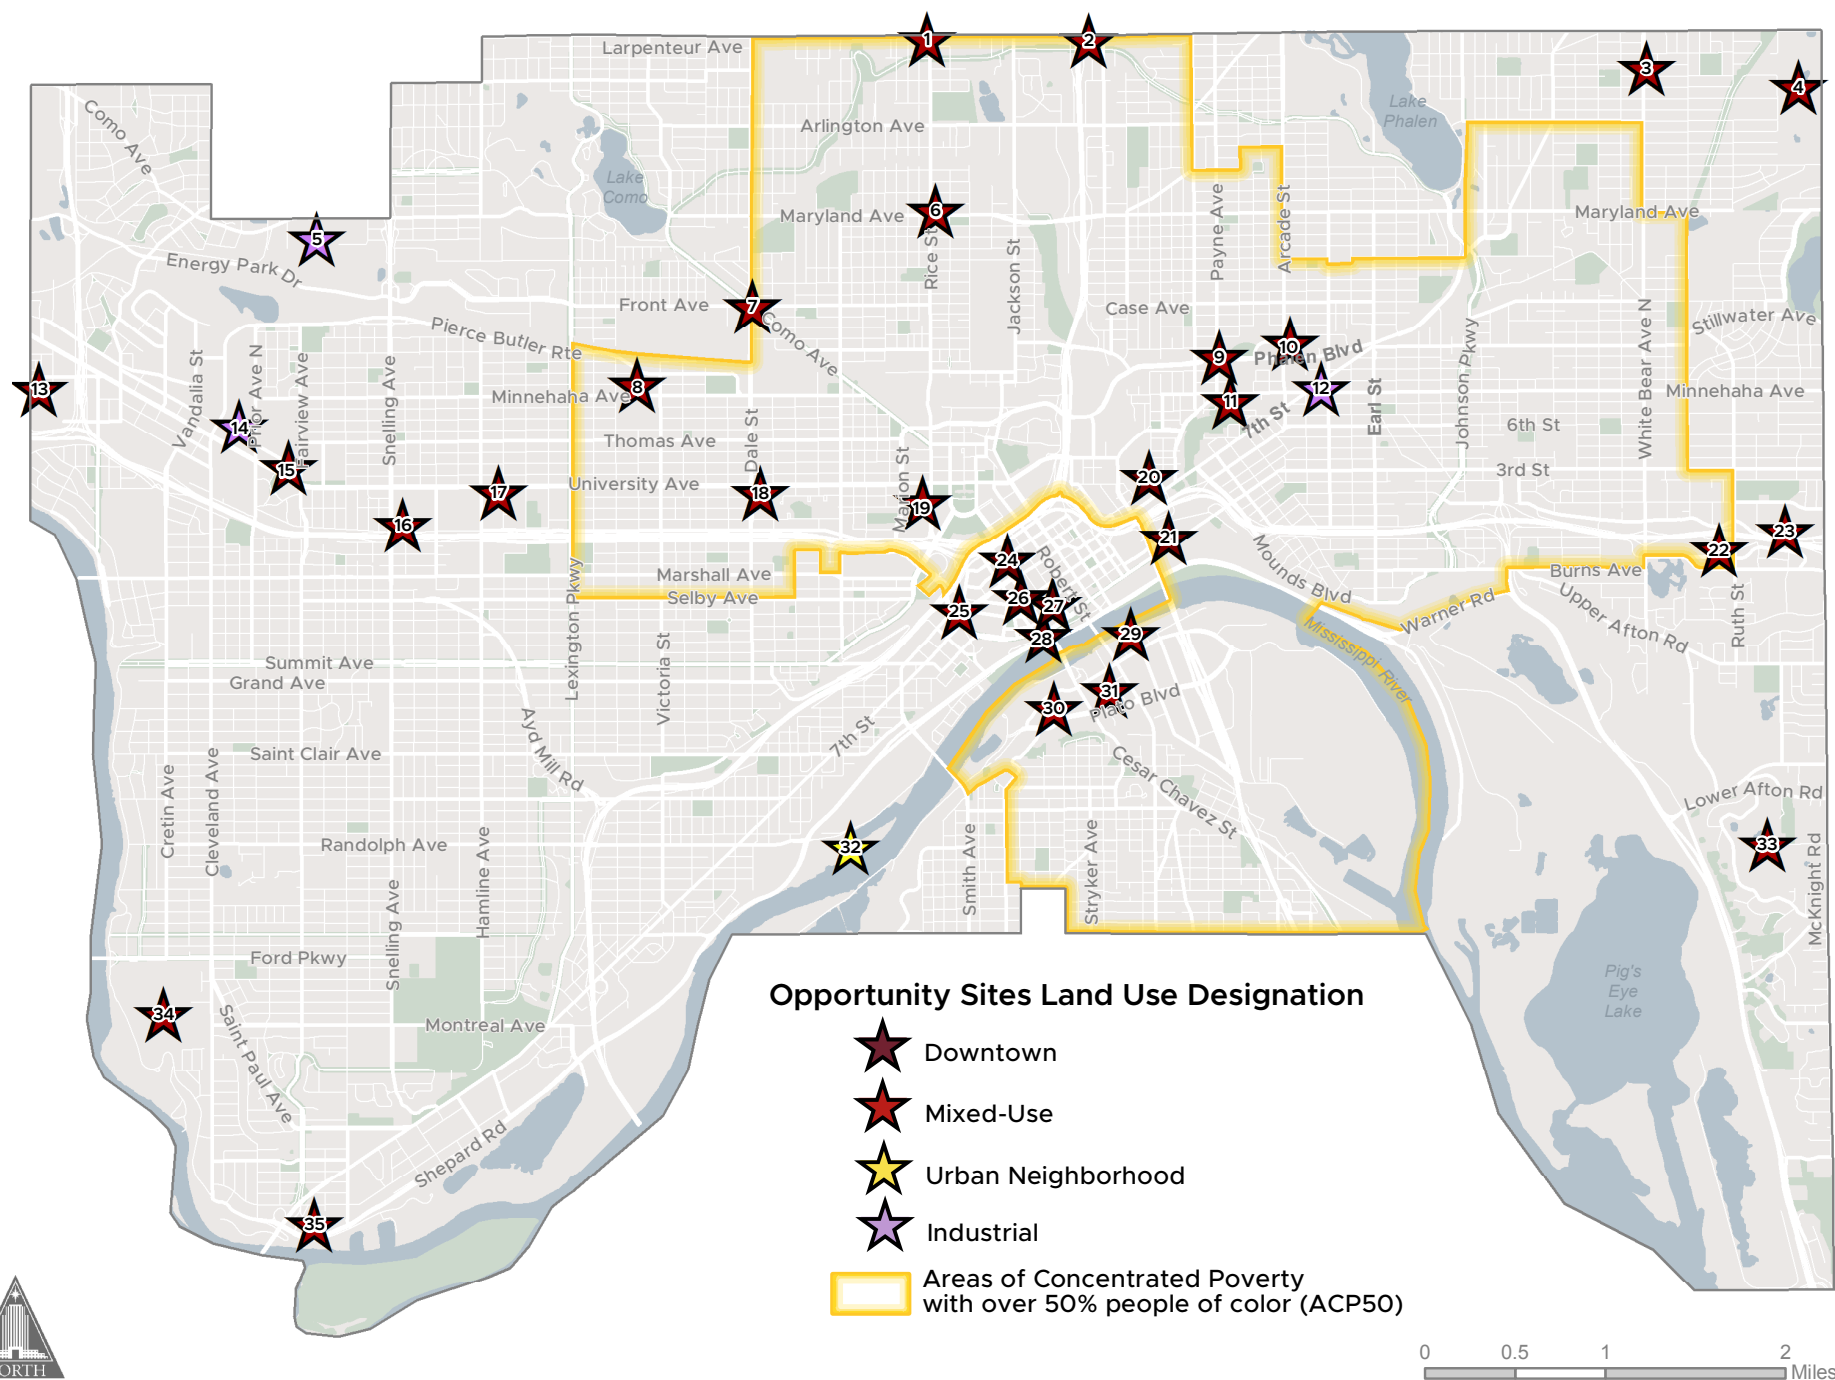 1
2
Larpenteur Ave
3
4
Como Ave
Arlington Ave
Lake
Phalen
Lake
Como
6
Maryland Ave
Maryland Ave
5
Energy Park Dr
Rice St
Jackson St
Payne Ave
Arcade St
Front Ave
7
Como Ave
Case Ave
Stillwater Ave
Pierce Butler Rte
9
10
Phalen Blvd
Johnson Pkwy
White Bear Ave N
13
Vandalia St
Prior Ave N
Fairview Ave
Snelling Ave
8
Minnehaha Ave
12
11
7th St
Earl St
Minnehaha Ave
14
Thomas Ave
Dale St
6th St
15
University Ave
3rd St
17
18
Marion St
19
20
16
21
23
22
24
Robert St
Mounds Blvd
Lexington Pkwy
Marshall Ave
Selby Ave
Burns Ave
25
26
27
28
29
Warner Rd
Upper Afton Rd
Ruth St
Mississippi River
Victoria St
Summit Ave
Grand Ave
30
31
Plato Blvd
Ayd Mill Rd
7th St
Saint Clair Ave
Cesar Chavez St
Lower Afton Rd
Cretin Ave
Cleveland Ave
Randolph Ave
Hamline Ave
32
Smith Ave
Stryker Ave
33
McKnight Rd
Snelling Ave
Ford Pkwy
Pig's
Eye
Lake
34
Saint Paul Ave
Montreal Ave
Shepard Rd
35
Opportunity Sites Land Use Designation
Downtown
Mixed-Use
Urban Neighborhood
Industrial
Areas of Concentrated Poverty
with over 50% people of color (ACP50)
0 0.5 1 2
Miles
ORTH